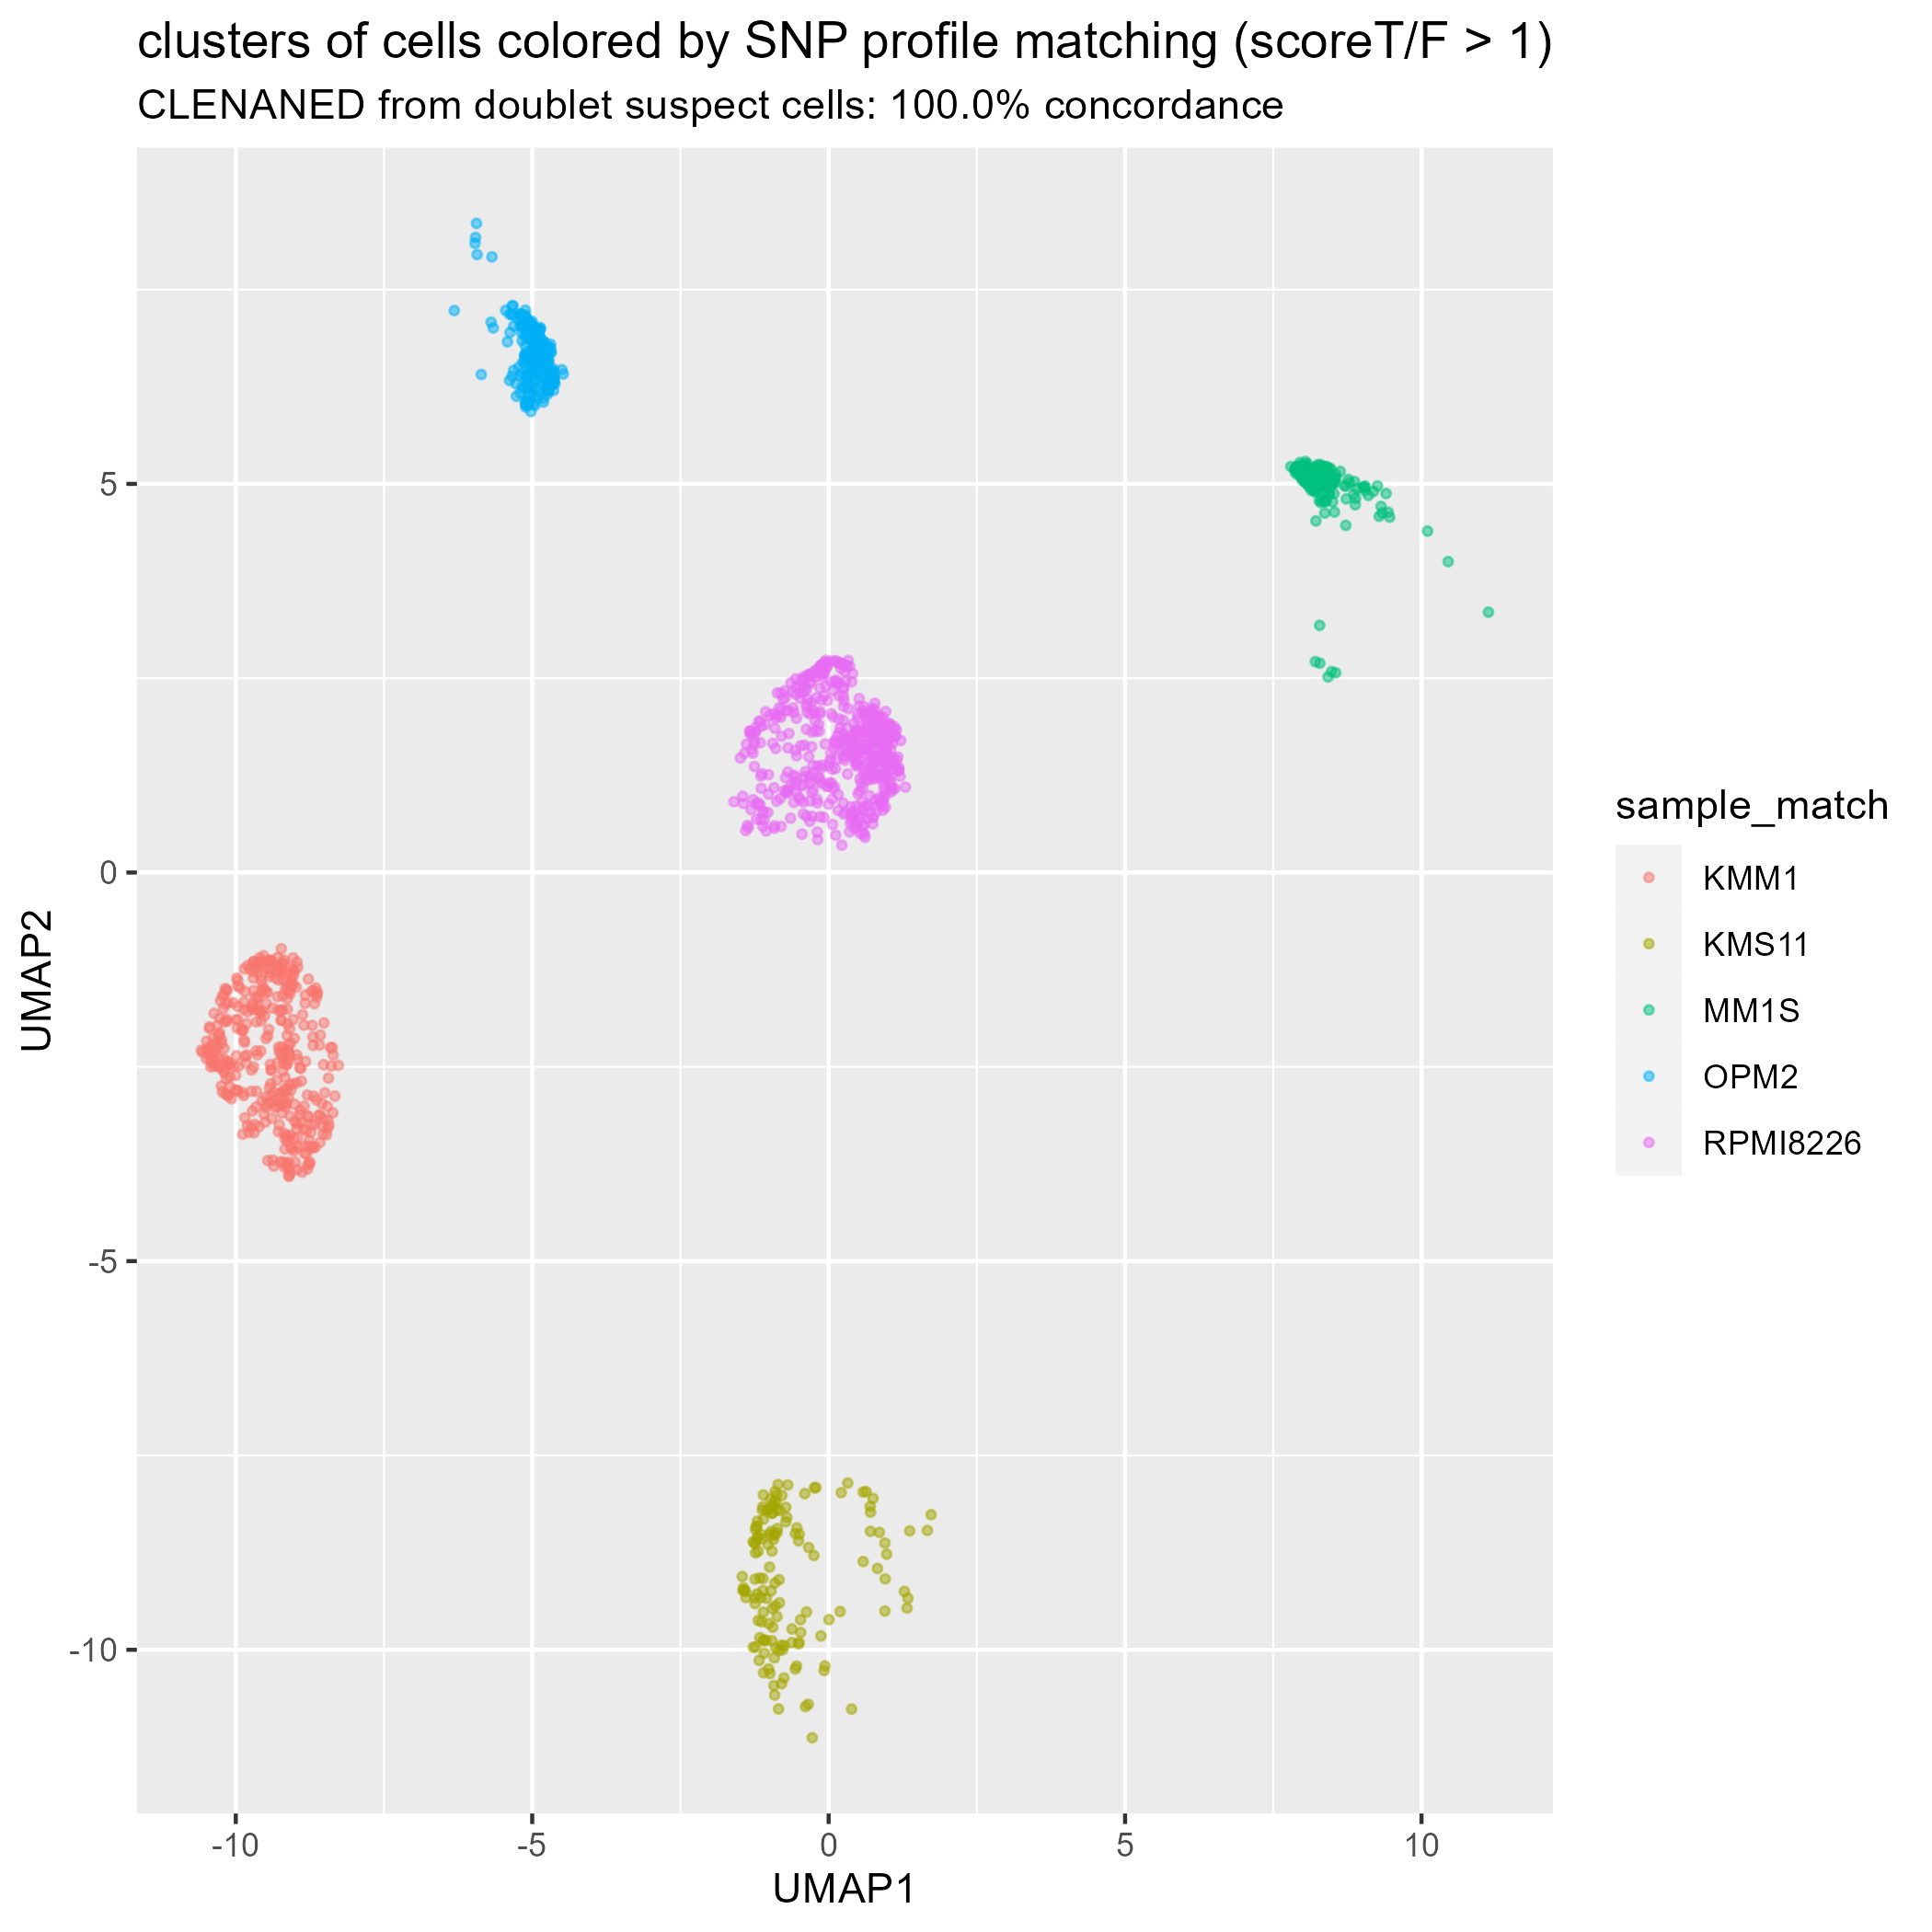 clusters of cells colored by SNP profile matching (scoreT/F > 1)
CLENANED from doublet suspect cells: 100.0% concordance
5
0
-5
-10
UMAP2
-10
-5
0
5
10
UMAP1
sample_match
KMM1
KMS11
MM1S
OPM2
RPMI8226